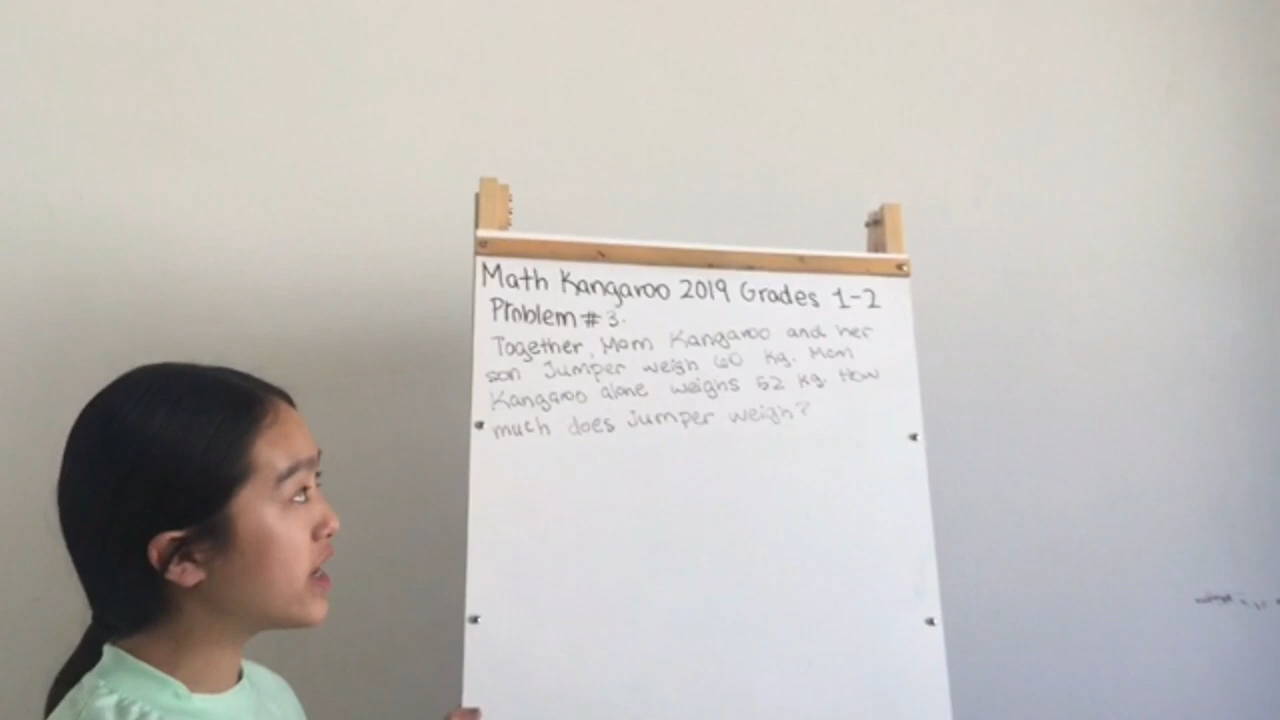 Math Kangaroo 2019 Grades 1-2
Problem # 3.
Together, Mom Kangaroo and her
son Jumper weigh 60 kg. Mom
Kangaroo alone weighs 52 kg. How
much does Jumper weigh?